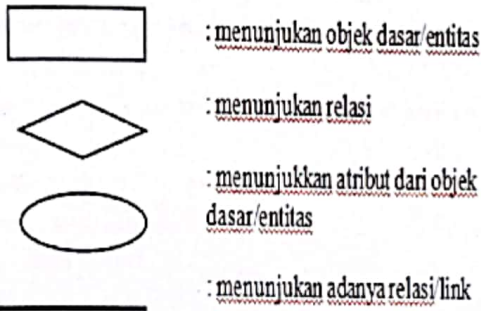 : menunjukan objek dasar/entitas
: menunjukan relasi
: menunjukkan atribut dari objek
dasar/entitas
: menunjukan adanya relasi/link